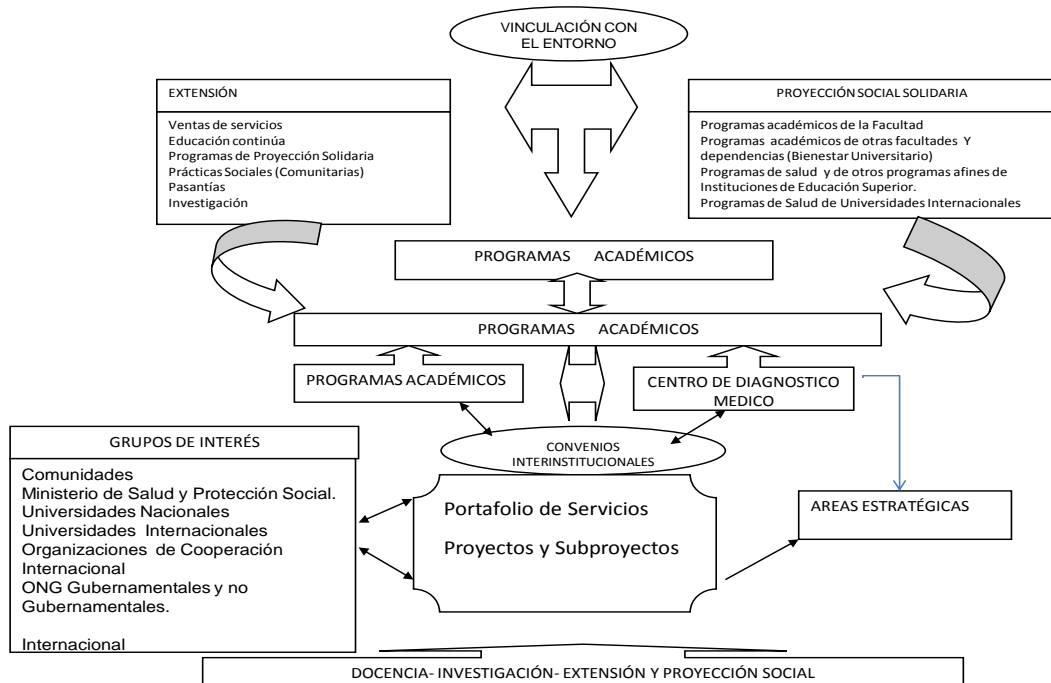 VINCULACIÓN CON
EL ENTORNO
EXTENSIÓN
Ventas de servicios
Educación continúa
Programas de Proyección Solidaria
Prácticas Sociales (Comunitarias)
Pasantías
Investigación
PROYECCIÓN SOCIAL SOLIDARIA
Programas académicos de la Facultad
Programas académicos de otras facultades Y
dependencias (Bienestar Universitario)
Programas de salud y de otros programas afines de
Instituciones de Educación Superior.
Programas de Salud de Universidades Internacionales
PROGRAMAS ACADÉMICOS
PROGRAMAS ACADÉMICOS
PROGRAMAS ACADÉMICOS
CENTRO DE DIAGNOSTICO
MEDICO
CONVENIOS
INTERINSTITUCIONALES
GRUPOS DE INTERÉS
Comunidades
Ministerio de Salud y Protección Social.
Universidades Nacionales
Universidades Internacionales
Organizaciones de Cooperación
Internacional
ONG Gubernamentales y no
Gubernamentales.
Internacional
Portafolio de Servicios
Proyectos y Subproyectos
AREAS ESTRATÉGICAS
DOCENCIA- INVESTIGACIÓN- EXTENSIÓN Y PROYECCIÓN SOCIAL